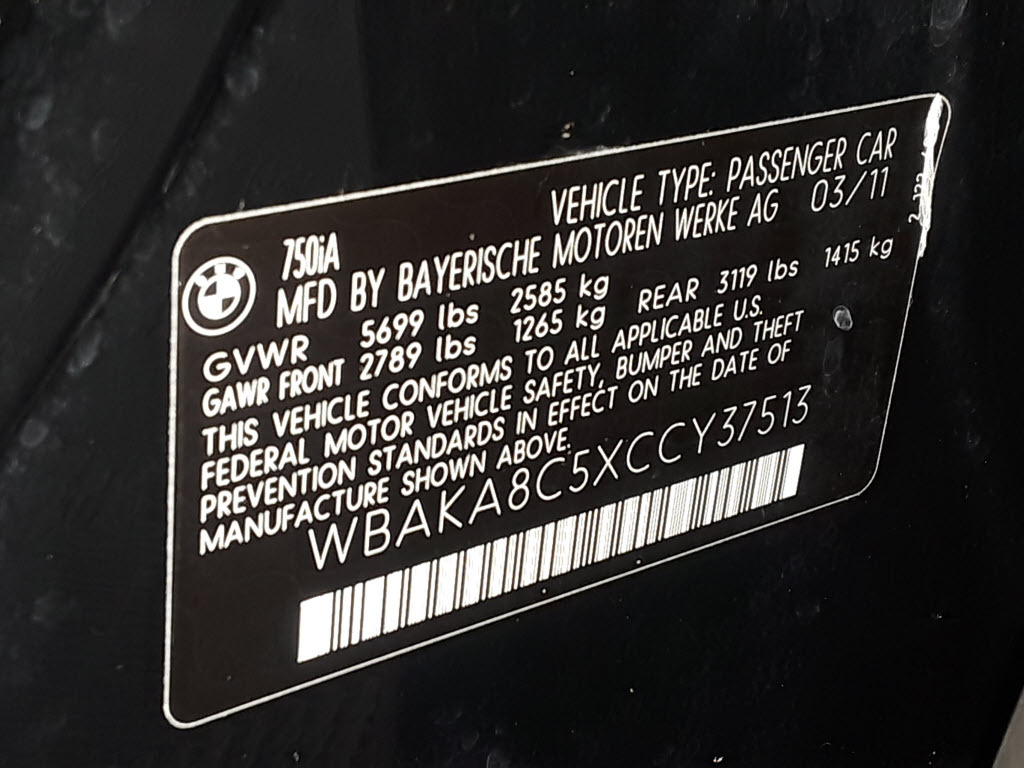 750iA
VEHICLE TYPE: PASSENGER CAR
MFD BY BAYERISCHE MOTOREN WERKE AG 03/11
GVWR 5699 lbs 2585 kg
GAWR FRONT 2789 lbs 1265 kg REAR 3119 lbs 1415 kg
THIS VEHICLE CONFORMS TO ALL APPLICABLE U.S.
FEDERAL MOTOR VEHICLE SAFETY, BUMPER AND THEFT
PREVENTION STANDARDS IN EFFECT ON THE DATE OF
MANUFACTURE SHOWN ABOVE.
WBAKA8C5XCCY37513